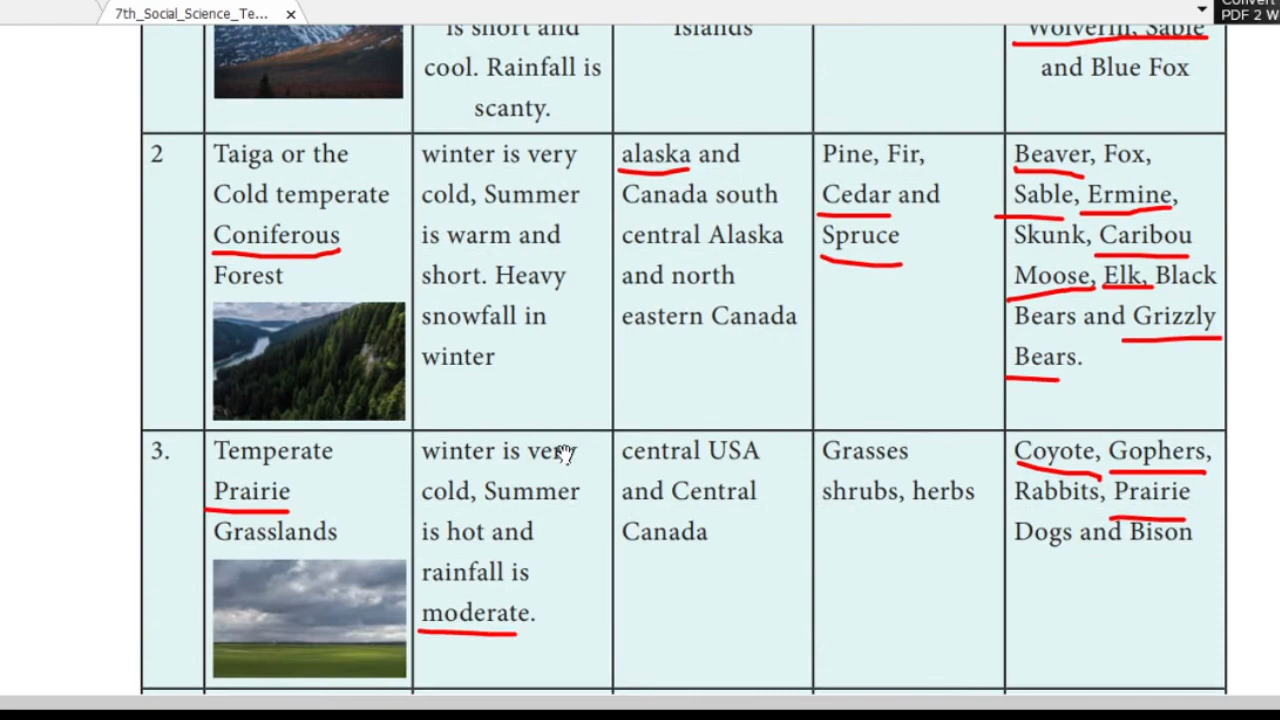 7th_Social_Science_Te...
Convert
PDF 2 W
is short and
cool. Rainfall is
scanty.
Islands
Wolverin, Sable
and Blue Fox
2
Taiga or the
Cold temperate
Coniferous
Forest
winter is very
cold, Summer
is warm and
short. Heavy
snowfall in
winter
alaska and
Canada south
central Alaska
and north
eastern Canada
Pine, Fir,
Cedar and
Spruce
Beaver, Fox,
Sable, Ermine,
Skunk, Caribou
Moose, Elk, Black
Bears and Grizzly
Bears.
3.
Temperate
Prairie
Grasslands
winter is very
cold, Summer
is hot and
rainfall is
moderate.
central USA
and Central
Canada
Grasses
shrubs, herbs
Coyote, Gophers,
Rabbits, Prairie
Dogs and Bison